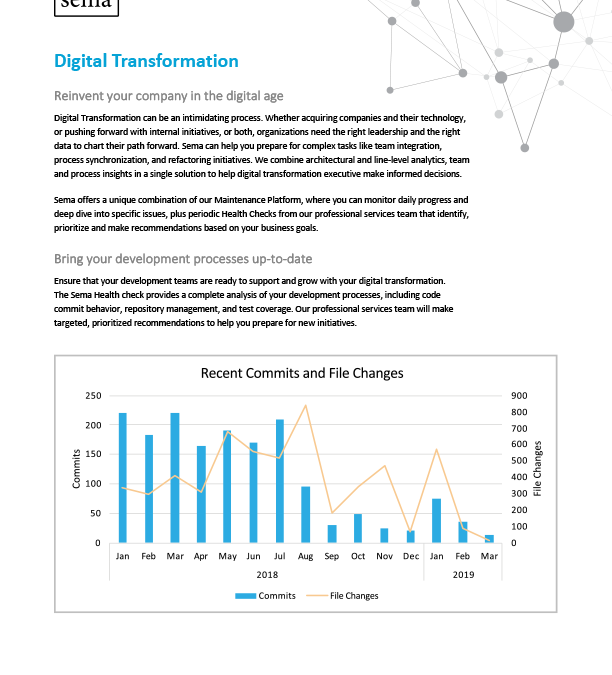 sema
Digital Transformation
Reinvent your company in the digital age
Digital Transformation can be an intimidating process. Whether acquiring companies and their technology,
or pushing forward with internal initiatives, or both, organizations need the right leadership and the right
data to chart their path forward. Sema can help you prepare for complex tasks like team integration,
process synchronization, and refactoring initiatives. We combine architectural and line-level analytics, team
and process insights in a single solution to help digital transformation executive make informed decisions.
Sema offers a unique combination of our Maintenance Platform, where you can monitor daily progress and
deep dive into specific issues, plus periodic Health Checks from our professional services team that identify,
prioritize and make recommendations based on your business goals.
Bring your development processes up-to-date
Ensure that your development teams are ready to support and grow with your digital transformation.
The Sema Health check provides a complete analysis of your development processes, including code
commit behavior, repository management, and test coverage. Our professional services team will make
targeted, prioritized recommendations to help you prepare for new initiatives.
Recent Commits and File Changes
250 900
200 800
150 700
100 600
50 500
0 400
300
200
100
0
Commits
File Changes
Jan Feb Mar Apr May Jun Jul Aug Sep Oct Nov Dec Jan Feb Mar
2018 2019
Commits File Changes